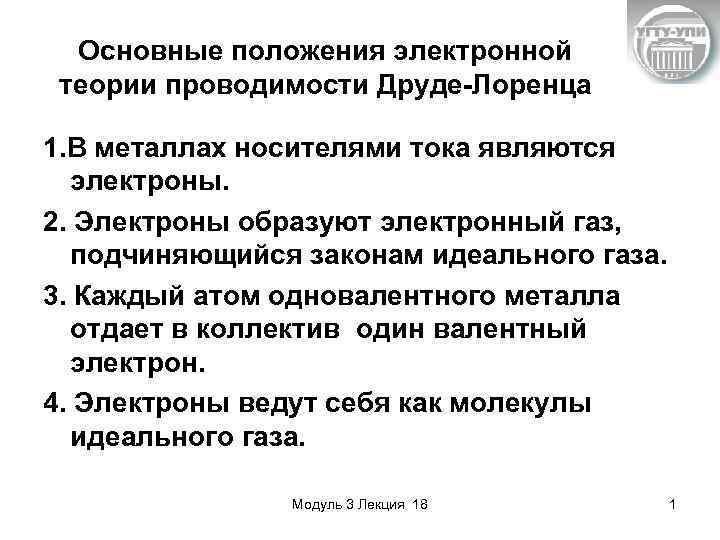 УГТУ-УПИ
Основные положения электронной
теории проводимости Друде-Лоренца
1. В металлах носителями тока являются
электроны.
2. Электроны образуют электронный газ,
подчиняющийся законам идеального газа.
3. Каждый атом одновалентного металла
отдает в коллектив один валентный
электрон.
4. Электроны ведут себя как молекулы
идеального газа.
Модуль 3 Лекция 18
1